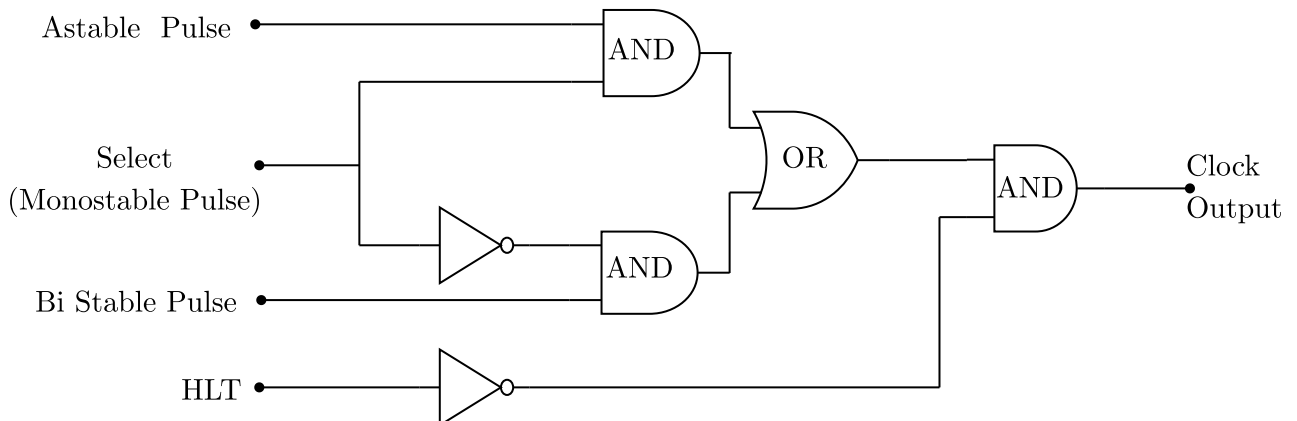 Astable Pulse
AND
Select
(Monostable Pulse)
OR
AND
Clock
Output
AND
Bi Stable Pulse
HLT